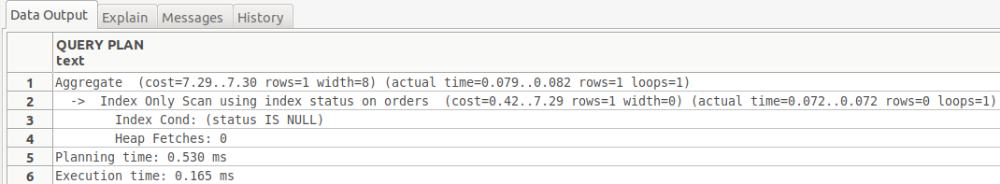 Data Output Explain Messages History
QUERY PLAN
text
1 Aggregate (cost=7.29..7.30 rows=1 width=8) (actual time=0.079..0.082 rows=1 loops=1)
2 -> Index Only Scan using index status on orders (cost=0.42..7.29 rows=1 width=0) (actual time=0.072..0.072 rows=0 loops=1)
3 Index Cond: (status IS NULL)
4 Heap Fetches: 0
5 Planning time: 0.530 ms
6 Execution time: 0.165 ms